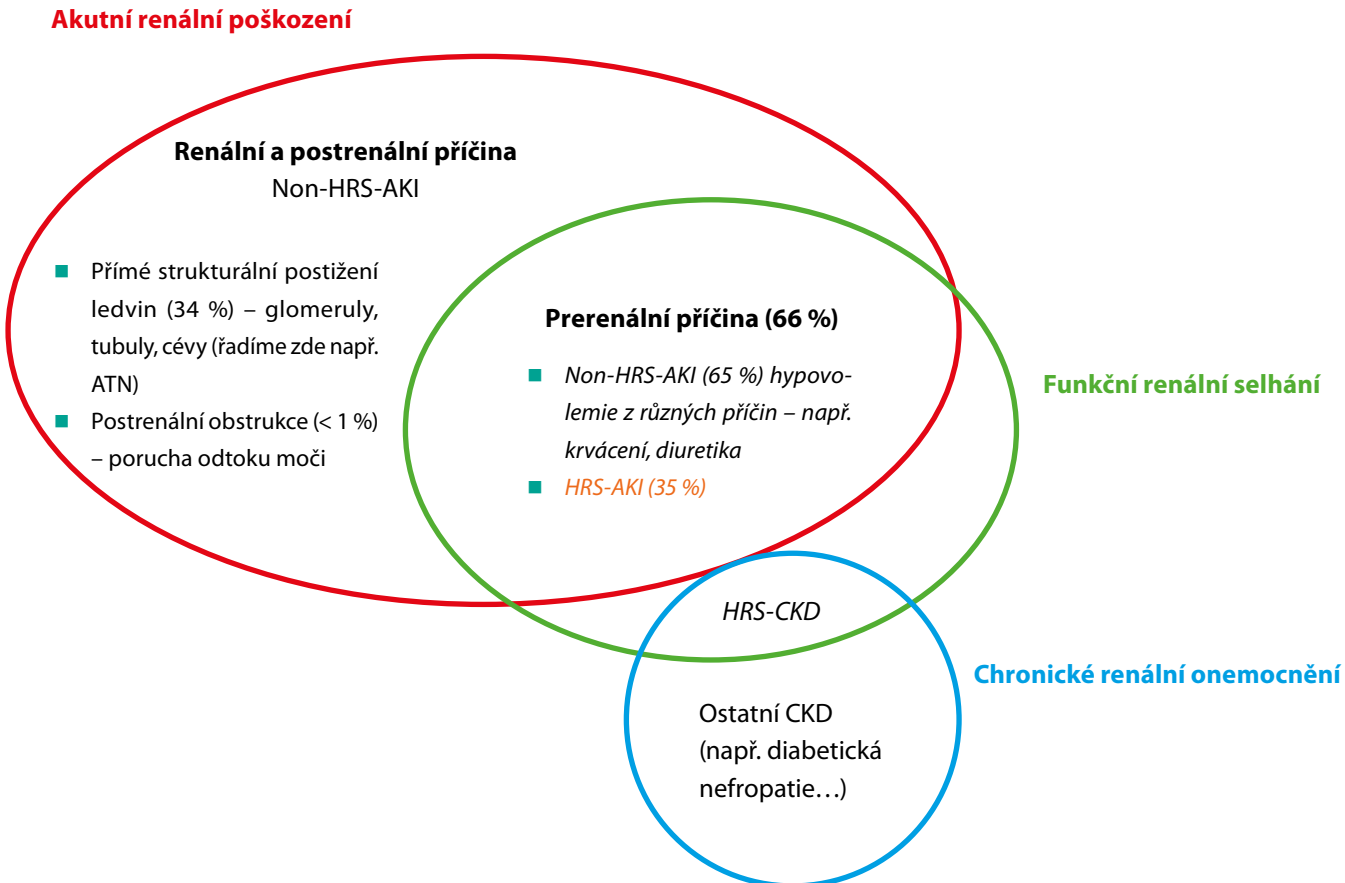 Akutní renální poškození
Renální a postrenální příčina
Non-HRS-AKI
Přímé strukturální postižení
ledvin (34 %) – glomeruly,
tubuly, cévy (řadíme zde např.
ATN)
Postrenální obstrukce (< 1 %)
– porucha odtoku moči
Prerenální příčina (66 %)
Non-HRS-AKI (65 %) hypovo-
lemie z různých příčin – např.
krvácení, diuretika
HRS-AKI (35 %)
Funkční renální selhání
HRS-CKD
Chronické renální onemocnění
Ostatní CKD
(např. diabetická
nefropatie…)